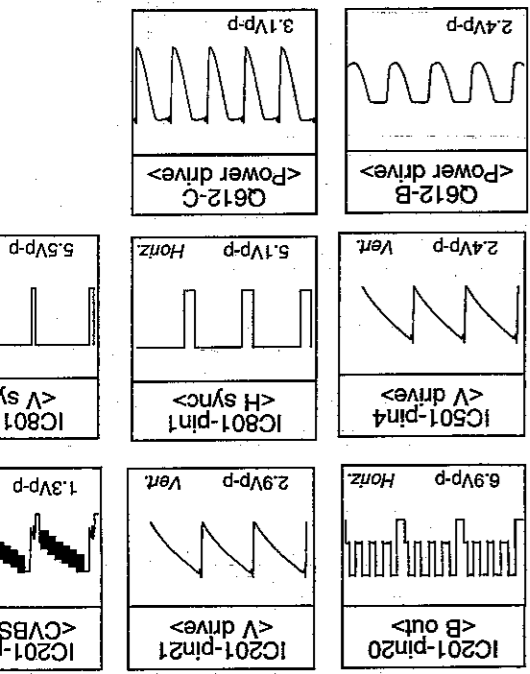 IC201-pin20
<B out>
6.9Vp-p Horiz.
IC201-pin21
<V drive>
2.9Vp-p Vert.
IC201-p
<CVBS
1.3Vp-p
IC501-pin4
<V drive>
2.4Vp-p Vert.
IC801-pin1
<H sync>
5.1Vp-p Horiz.
IC801
<V sy
5.5Vp-p
Q612-B
<Power drive>
2.4Vp-p
Q612-C
<Power drive>
3.1Vp-p